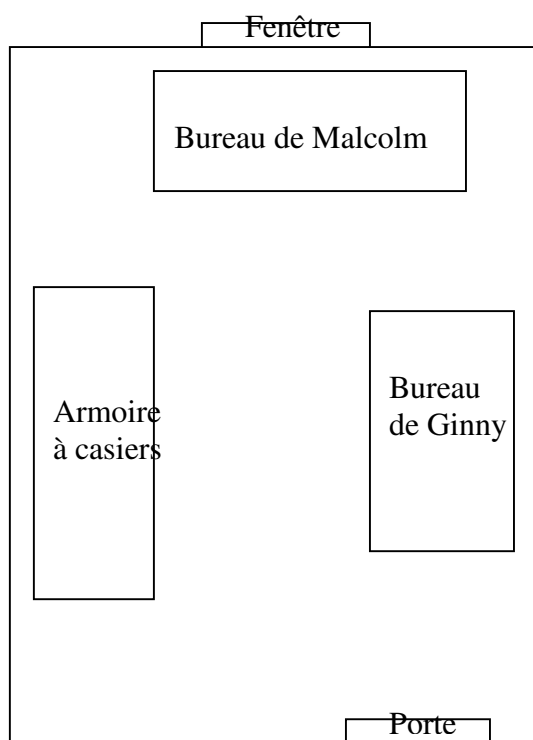 Fenêtre
Bureau de Malcolm
Armoire
à casiers
Bureau
de Ginny
Porte